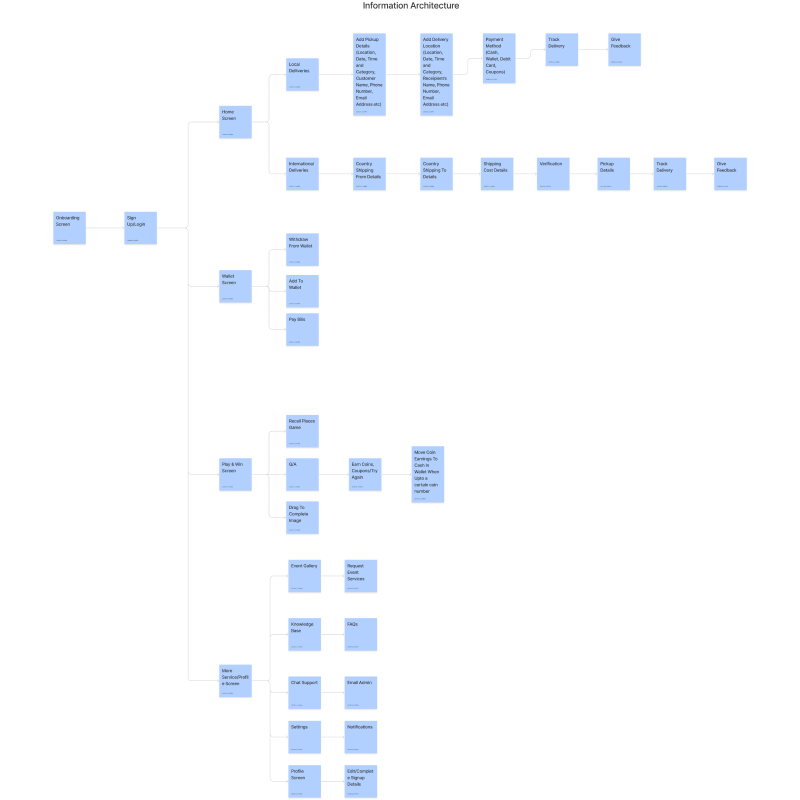 Information Architecture
Add Pickup
Details
(Location,
Date, Time
and
Category,
Customer
Name, Phone
Number,
Email
Address etc)
Add Delivery
Location
(Location,
Date, Time
and
Category,
Receipient's
Name, Phone
Number,
Email
Address etc)
Payment
Method
(Cash,
Wallet, Debit
Card,
Coupons)
Track
Delivery
Give
Feedback
Local
Deliveries
Home
Screen
International
Deliveries
Country
Shipping
From Details
Country
Shipping To
Details
Shipping
Cost Details
Verification
Pickup
Details
Track
Delivery
Give
Feedback
Onboarding
Screen
Sign
Up/Login
Withdraw
From Wallet
Wallet
Screen
Add To
Wallet
Pay Bills
Recall Places
Game
Play & Win
Screen
Q/A
Earn Coins,
Coupons/Try
Again
Move Coin
Earnings To
Cash in
Wallet When
Upto a
certain coin
number
Drag To
Complete
Image
Event Gallery
Request
Event
Services
Knowledge
Base
FAQs
More
Service/Profil
e Screen
Chat Support
Email Admin
Settings
Notifications
Profile
Screen
Edit/Complet
e Signup
Details